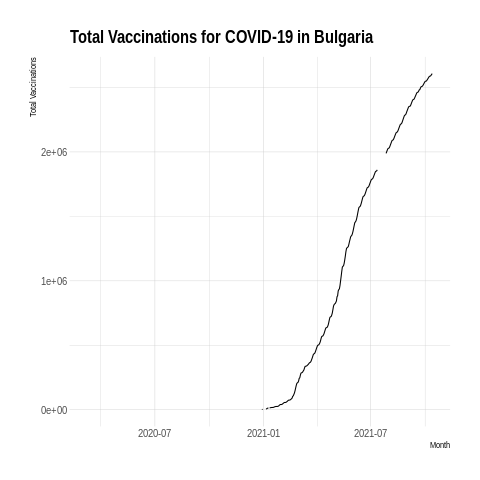 Total Vaccinations for COVID-19 in Bulgaria
Total Vaccinations
2e+06
1e+06
0e+00
2020-07 2021-01 2021-07
Month